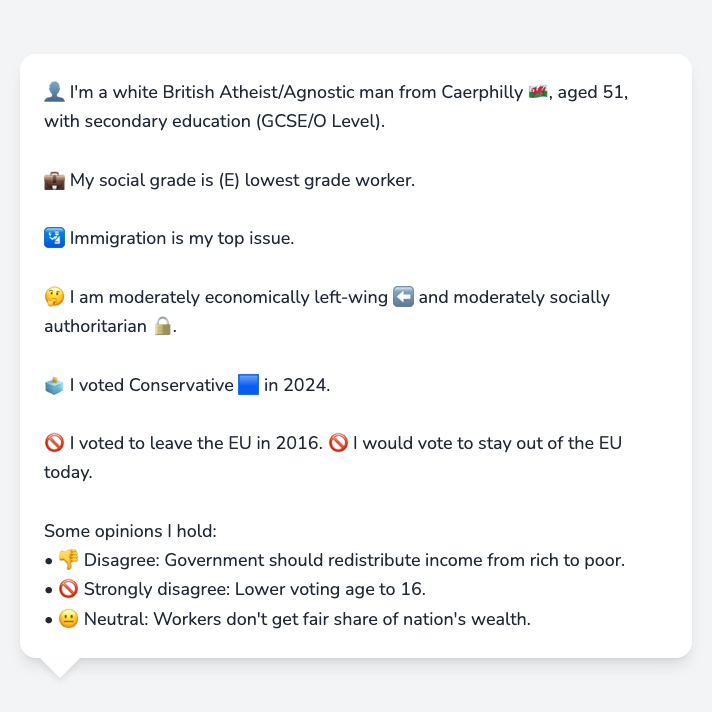 👤 I'm a white British Atheist/Agnostic man from Caerphilly 🏴󠁧󠁢󠁷󠁬󠁳󠁿, aged 51,
with secondary education (GCSE/O Level).
💼 My social grade is (E) lowest grade worker.
🛂 Immigration is my top issue.
🤔 I am moderately economically left-wing ⬅️ and moderately socially
authoritarian 🔒.
🗳️ I voted Conservative 🟦 in 2024.
🚫 I voted to leave the EU in 2016. 🚫 I would vote to stay out of the EU
today.
Some opinions I hold:
• 👎 Disagree: Government should redistribute income from rich to poor.
• 🚫 Strongly disagree: Lower voting age to 16.
• 😐 Neutral: Workers don't get fair share of nation's wealth.